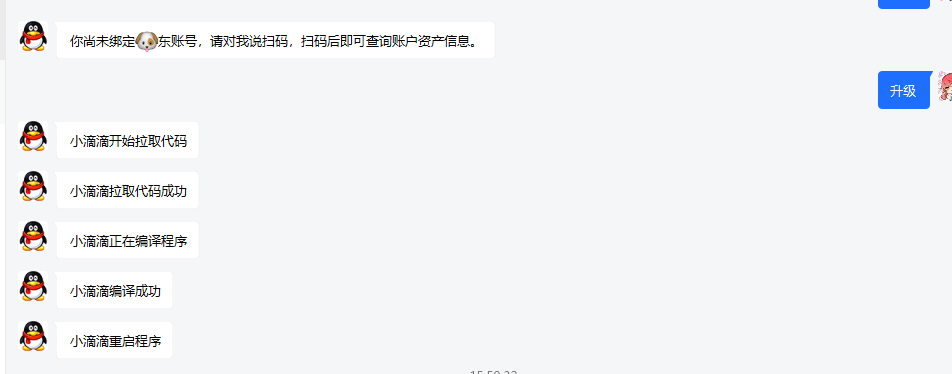 你尚未绑定🐶东账号，请对我说扫码，扫码后即可查询账户资产信息。
升级
小滴滴开始拉取代码
小滴滴拉取代码成功
小滴滴正在编译程序
小滴滴编译成功
小滴滴重启程序